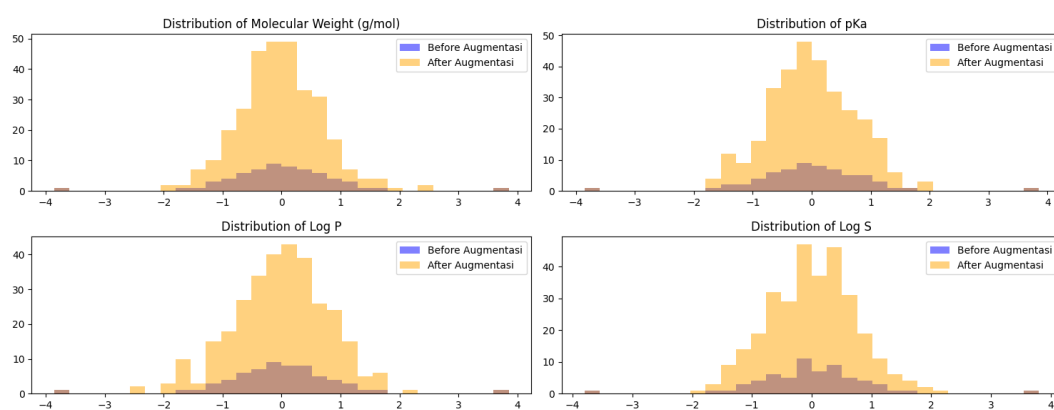 Distribution of Molecular Weight (g/mol)
50
40
30
20
10
0
−4 −3 −2 −1 0 1 2 3 4
Before Augmentasi
After Augmentasi
Distribution of pKa
50
40
30
20
10
0
−4 −3 −2 −1 0 1 2 3 4
Before Augmentasi
After Augmentasi
Distribution of Log P
40
30
20
10
0
−4 −3 −2 −1 0 1 2 3 4
Before Augmentasi
After Augmentasi
Distribution of Log S
40
30
20
10
0
−4 −3 −2 −1 0 1 2 3 4
Before Augmentasi
After Augmentasi